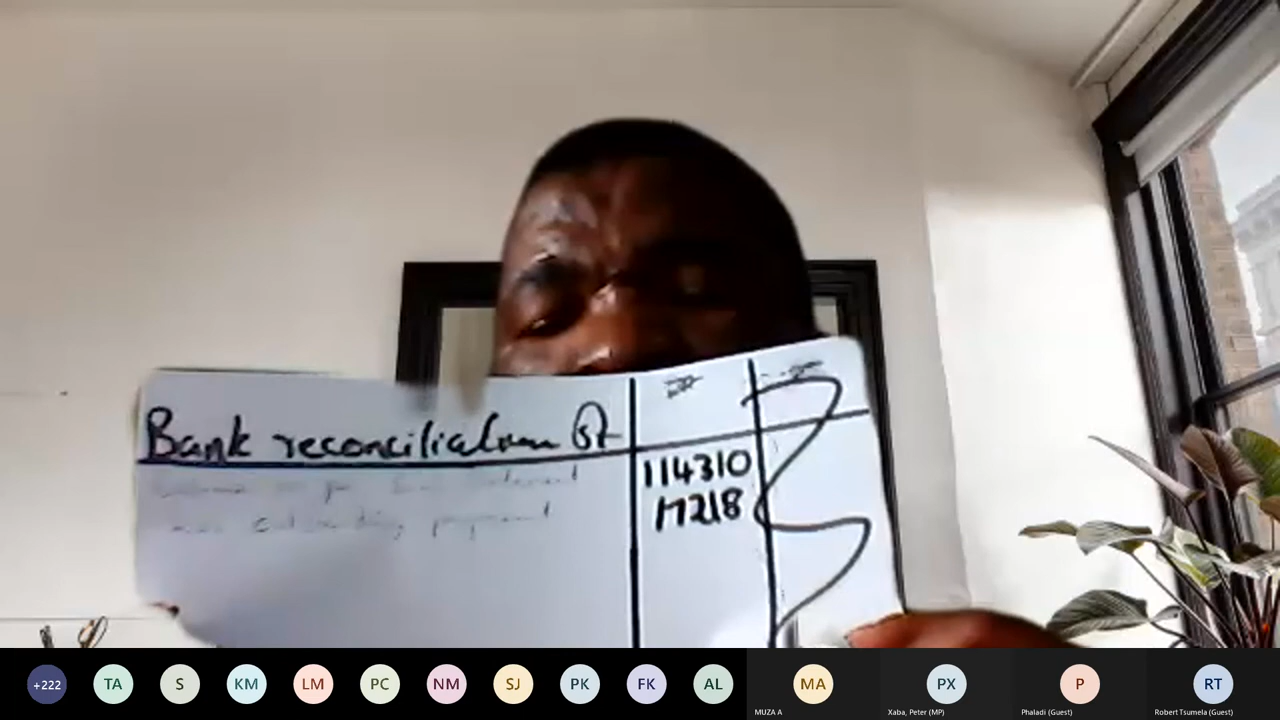 Bank reconciliation St
114310
17218
payment
+222 TA S KM LM PC NM SJ PK FK AL MA PX P RT
MUZA A Xaba, Peter (MP) Phaladi (Guest) Robert Tsumela (Guest)